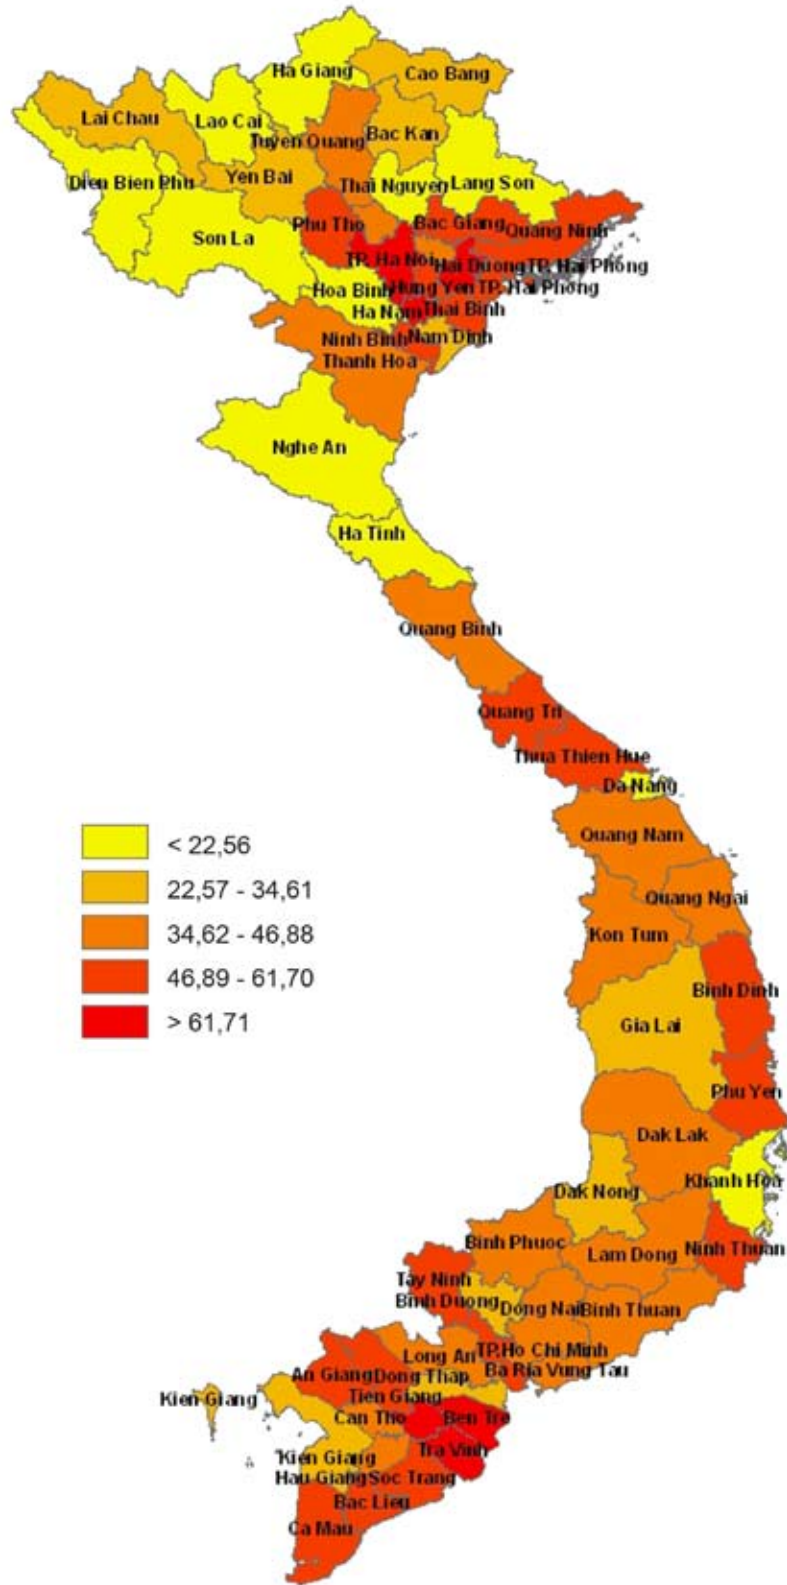 Ha Giang
Cao Bang
Lai Chau
Lao Cai
Tuyen Quang
Bac Kan
Dien Bien Phu
Yen Bai
Thai Nguyen
Lang Son
Phu Tho
Bac Giang
Quang Ninh
Son La
TP. Ha Noi
Hai Duong
TP. Hai Phong
Hoa Binh
Hung Yen
TP. Hai Phong
Ha Nam
Thai Binh
Ninh Binh
Nam Dinh
Thanh Hoa
Nghe An
Ha Tinh
Quang Binh
Quang Tri
Thua Thien Hue
Da Nang
< 22,56
22,57 - 34,61
34,62 - 46,88
46,89 - 61,70
> 61,71
Quang Nam
Quang Ngai
Kon Tum
Binh Dinh
Gia Lai
Phu Yen
Dak Lak
Khanh Hoa
Dak Nong
Binh Phuoc
Lam Dong
Ninh Thuan
Tay Ninh
Binh Duong
Dong Nai
Binh Thuan
Long An
TP.Ho Chi Minh
An Giang
Dong Thap
Ba Ria Vung Tau
Kien Giang
Tien Giang
Can Tho
Ben Tre
Kien Giang
Tra Vinh
Hau Giang
Soc Trang
Bac Lieu
Ca Mau